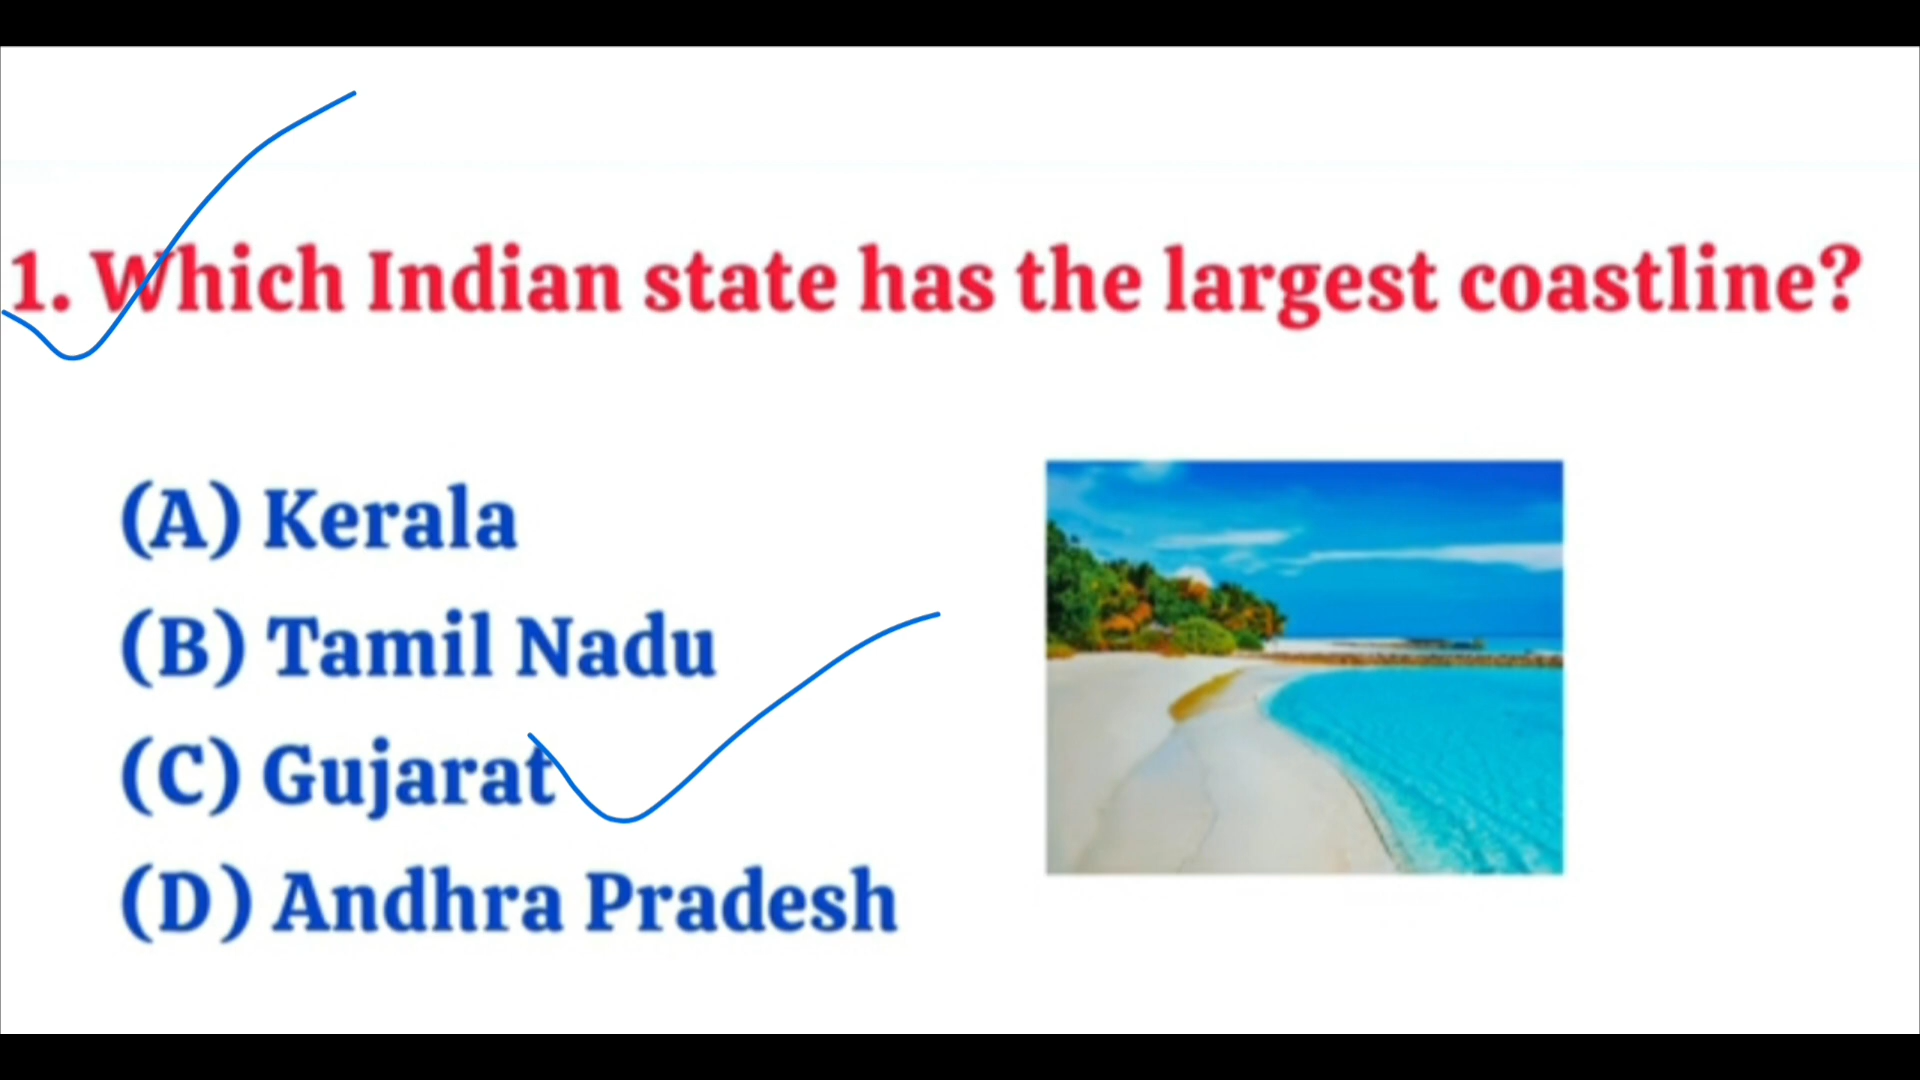 1. Which Indian state has the largest coastline?
(A) Kerala
(B) Tamil Nadu
(C) Gujarat
(D) Andhra Pradesh